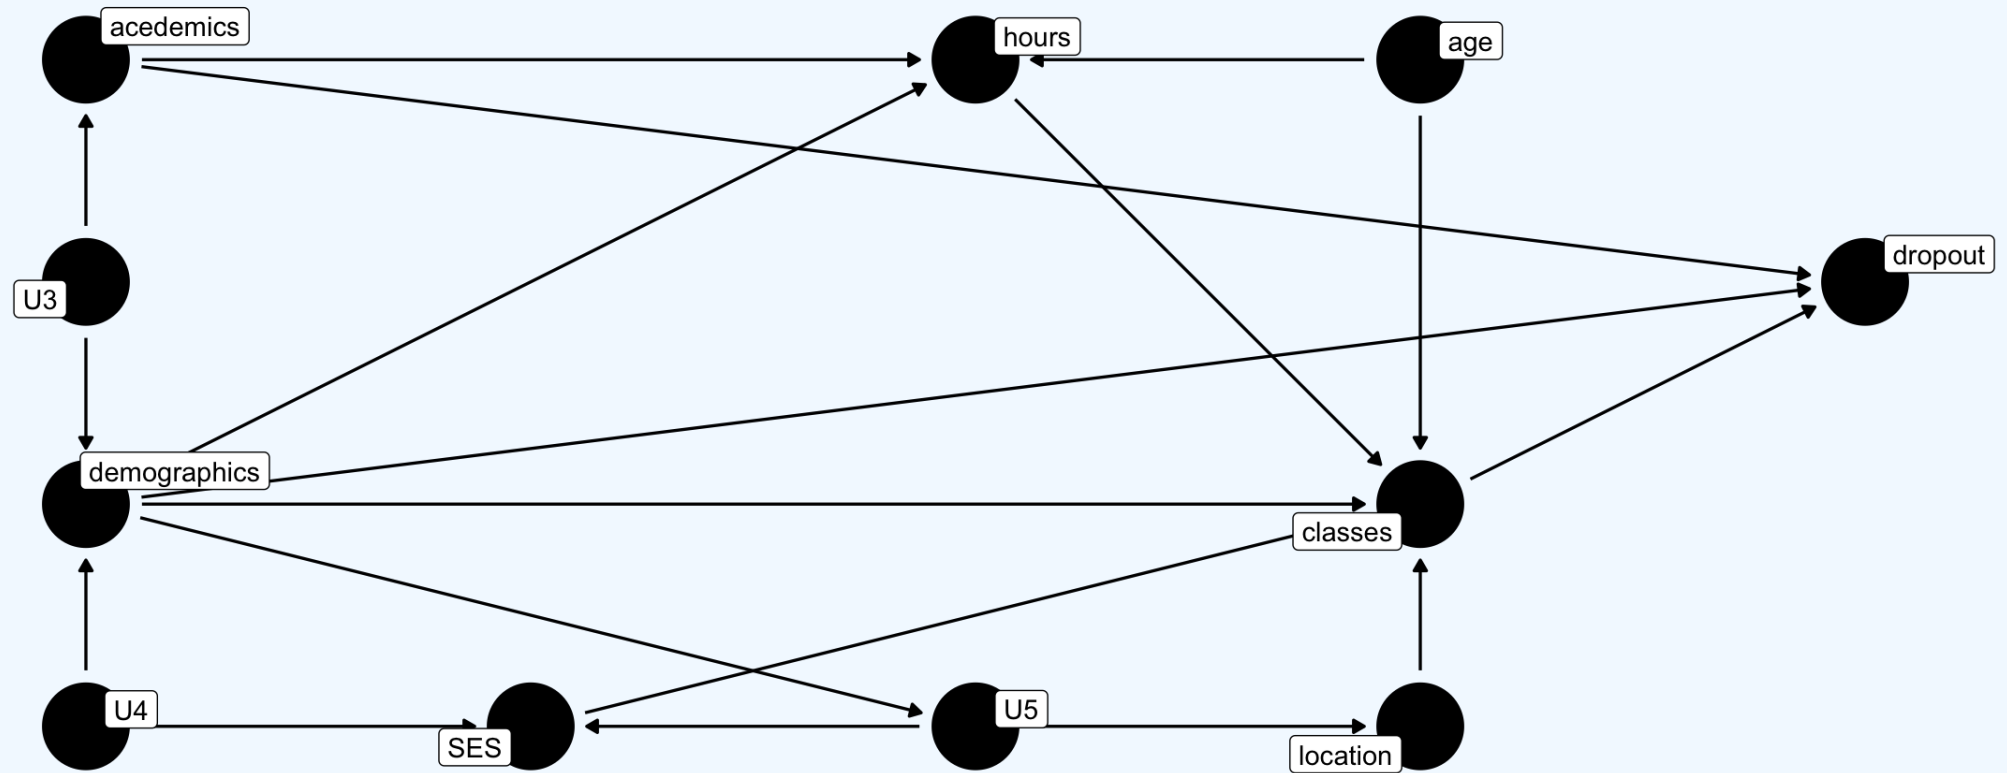 acedemics
hours
age
dropout
U3
demographics
classes
U4
SES
U5
location